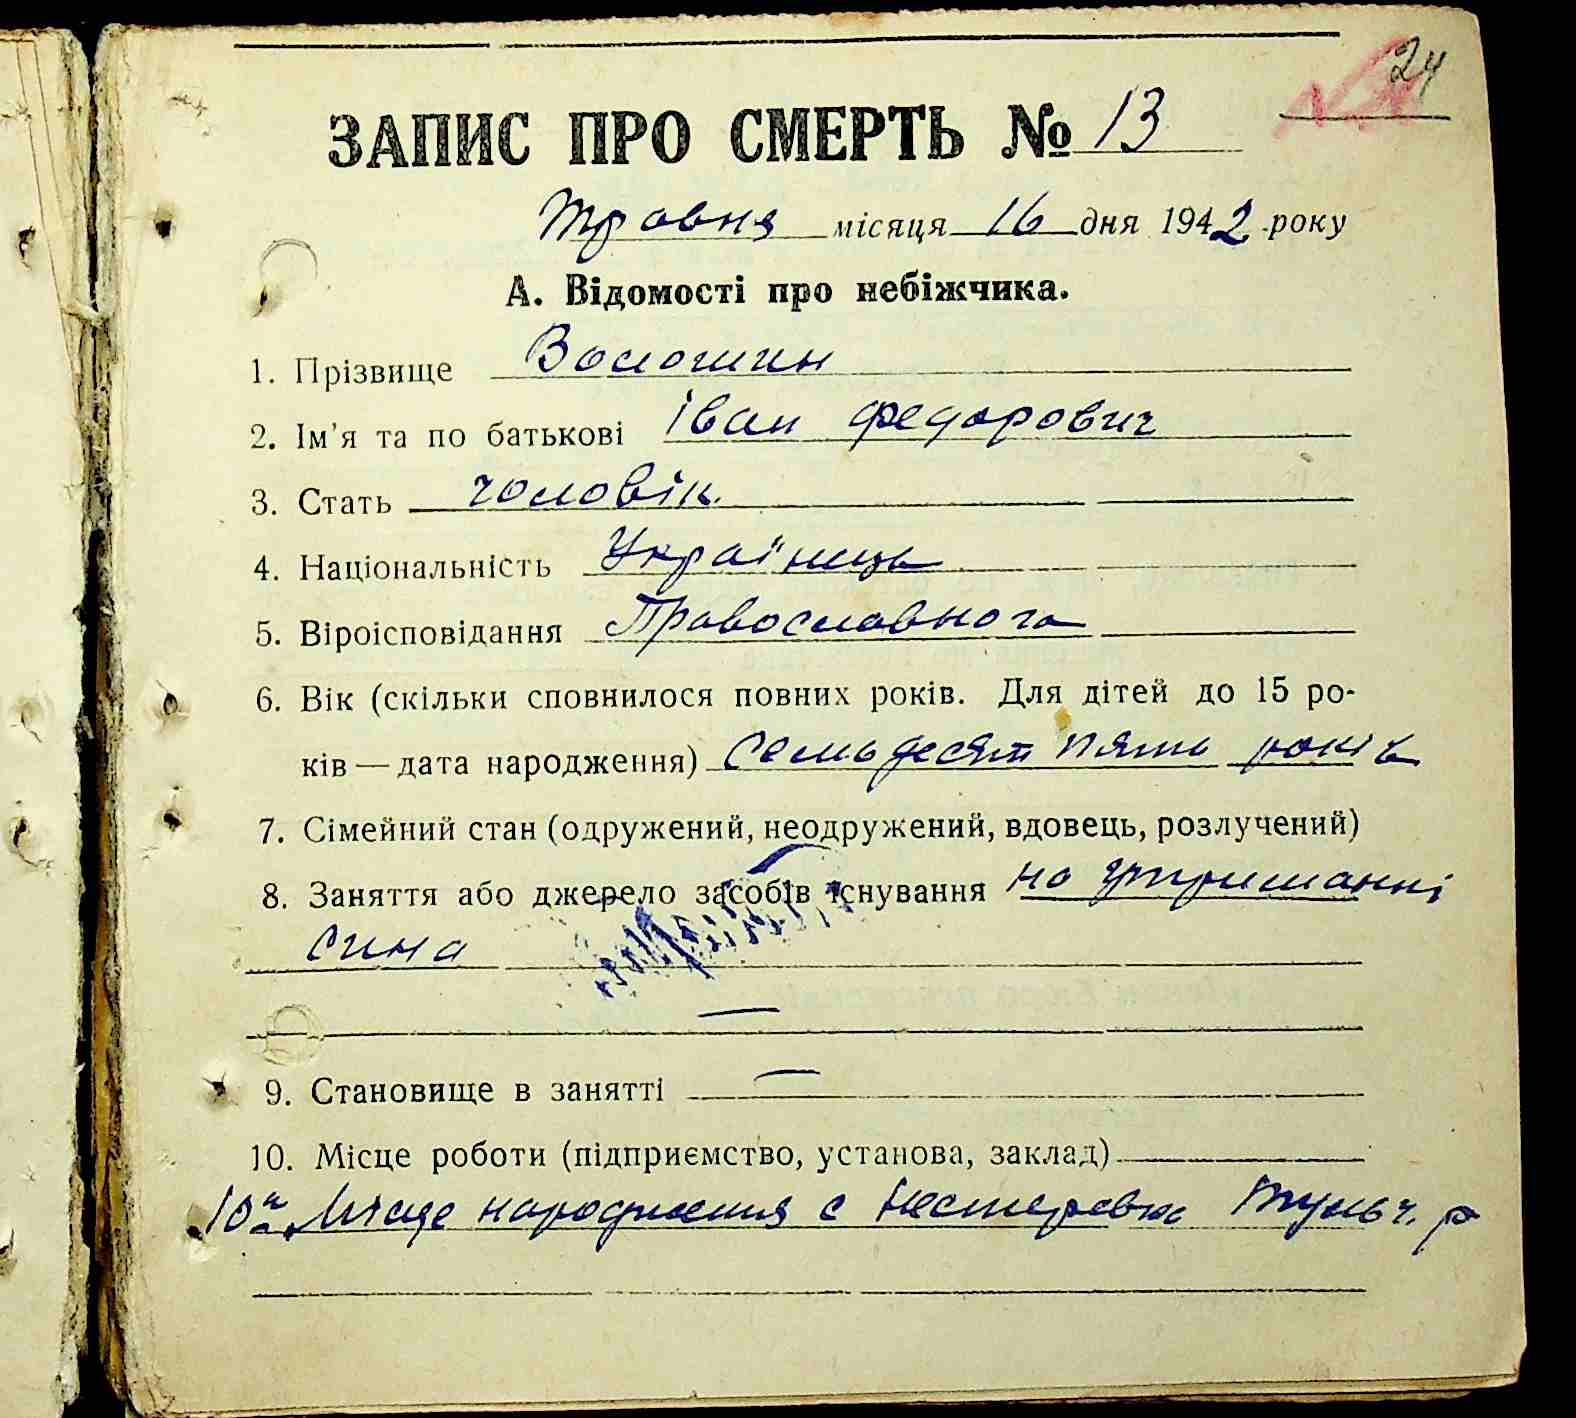 24
ЗАПИС ПРО СМЕРТЬ № 13
Травня місяця 16 дня 1942 року
А. Відомості про небіжчика.
1. Прізвище Волошин
2. Ім'я та по батькові Іван Федорович
3. Стать чоловік.
4. Національність Українець
5. Віроісповідання Православного
6. Вік (скільки сповнилося повних років. Для дітей до 15 ро-
ків — дата народження) семьдесят пять років
7. Сімейний стан (одружений, неодружений, вдовець, розлучений)
8. Заняття або джерело засобів існування на утриманні
сина
—
9. Становище в занятті —
10. Місце роботи (підприємство, установа, заклад)
10а Місце народження с Нестервка Тульч. р